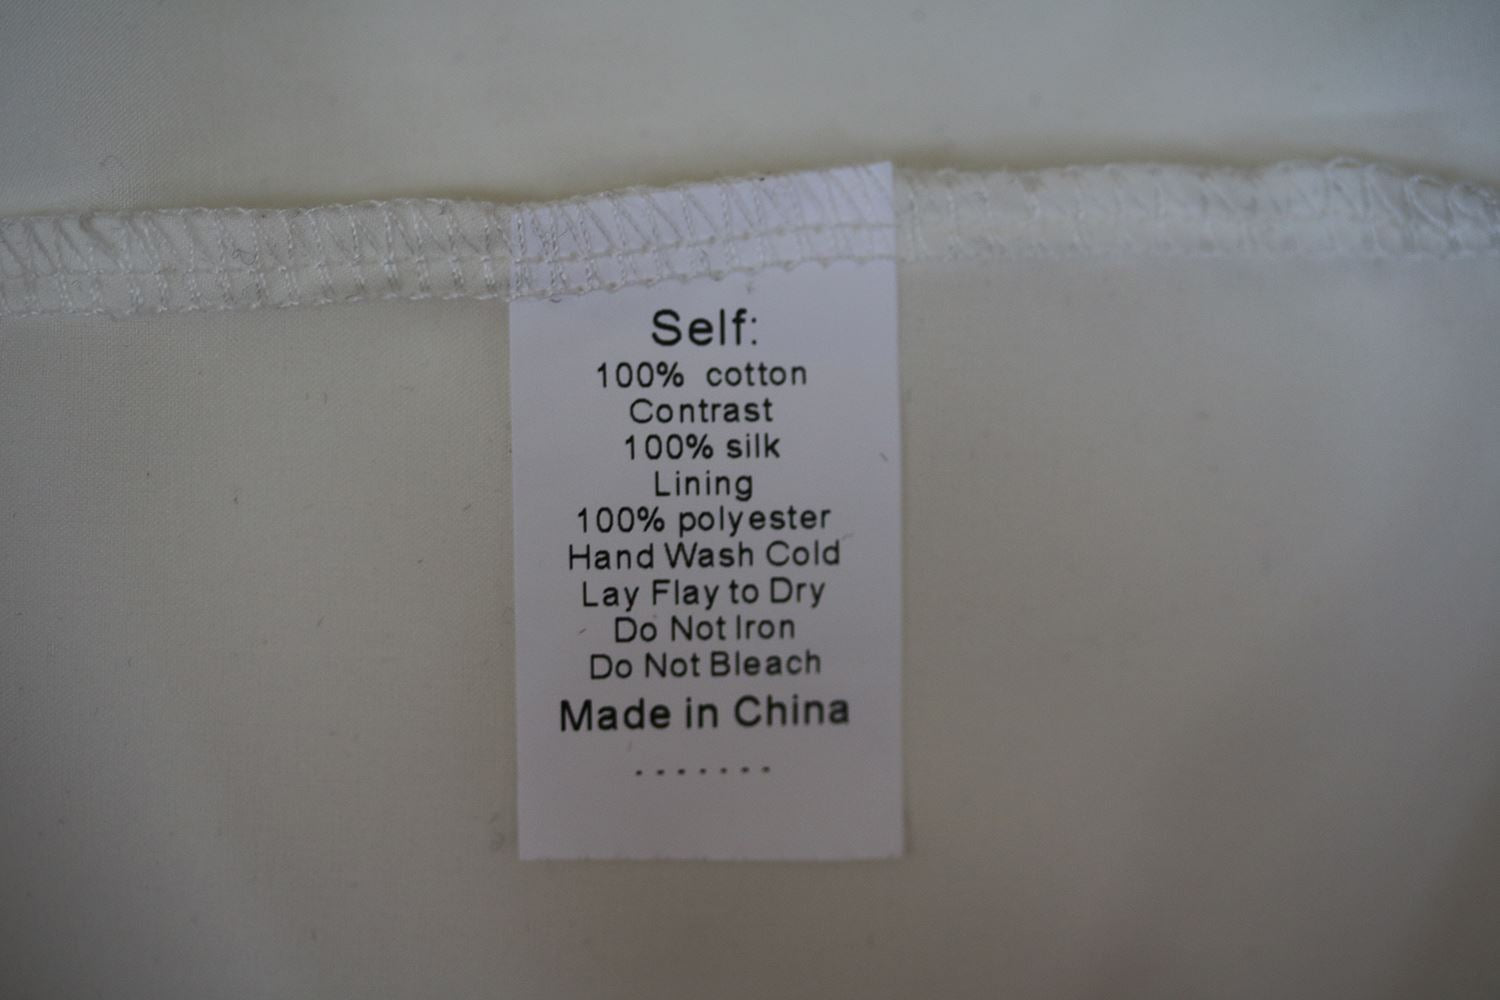 Self:
100% cotton
Contrast
100% silk
Lining
100% polyester
Hand Wash Cold
Lay Flay to Dry
Do Not Iron
Do Not Bleach
Made in China
.......